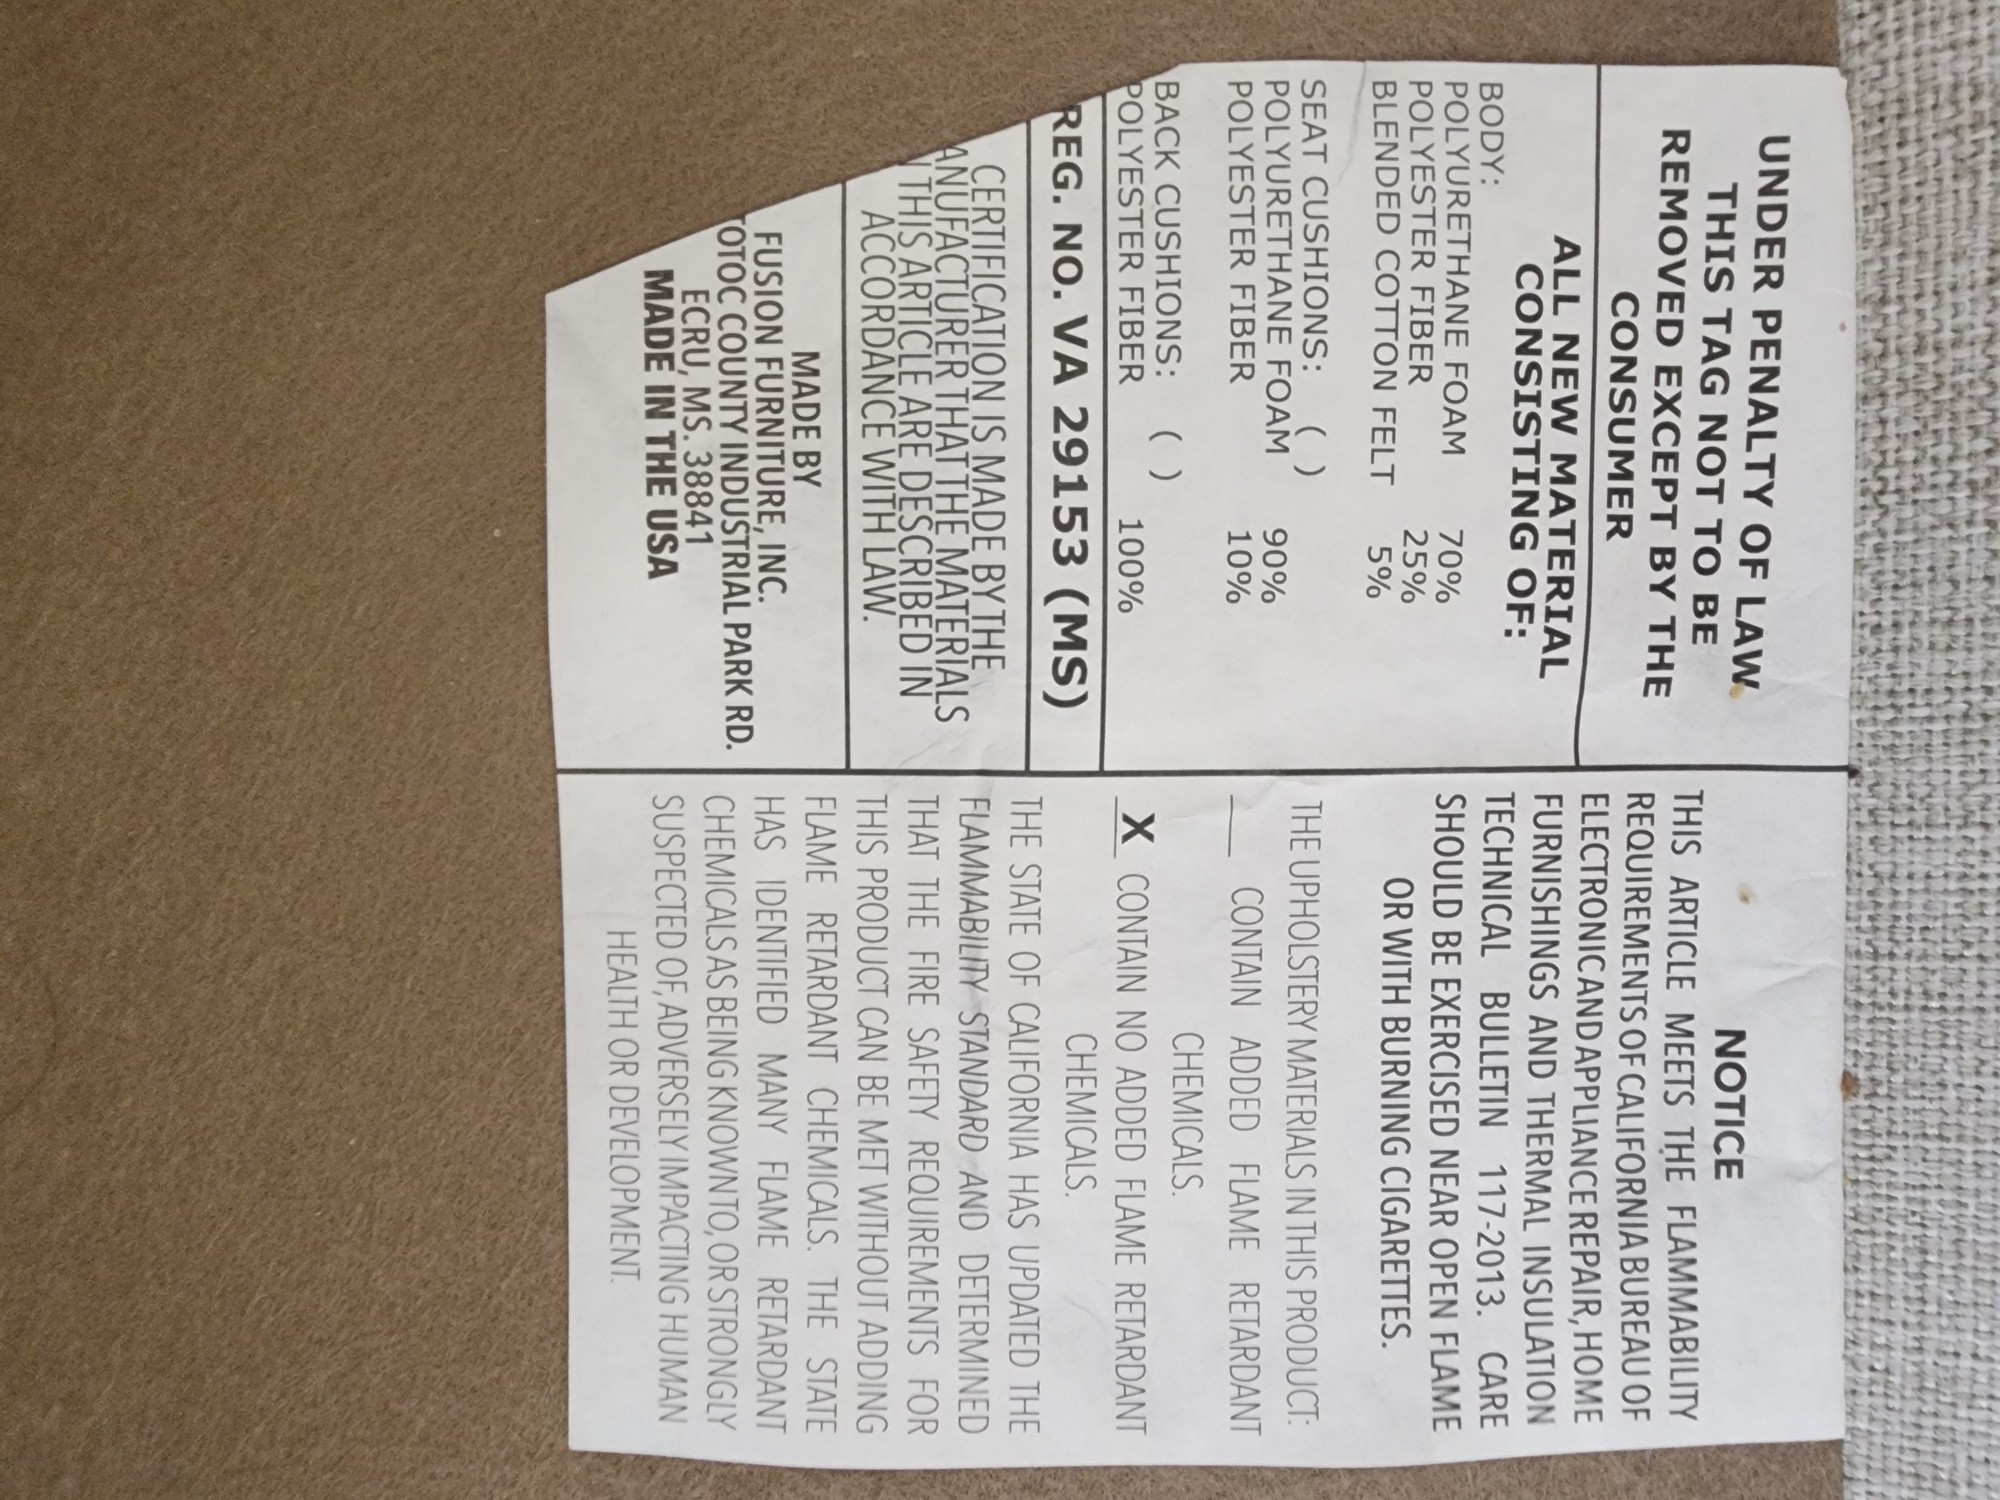 UNDER PENALTY OF LAW
THIS TAG NOT TO BE
REMOVED EXCEPT BY THE
CONSUMER
ALL NEW MATERIAL
CONSISTING OF:
BODY:
POLYURETHANE FOAM 70%
POLYESTER FIBER 25%
BLENDED COTTON FELT 5%
SEAT CUSHIONS: ( )
POLYURETHANE FOAM 90%
POLYESTER FIBER 10%
BACK CUSHIONS: ( )
POLYESTER FIBER 100%
REG. NO. VA 29153 (MS)
CERTIFICATION IS MADE BY THE
ANUFACTURER THAT THE MATERIALS
THIS ARTICLE ARE DESCRIBED IN
ACCORDANCE WITH LAW.
MADE BY
FUSION FURNITURE, INC.
OTOC COUNTY INDUSTRIAL PARK RD.
ECRU, MS. 38841
MADE IN THE USA
NOTICE
THIS ARTICLE MEETS THE FLAMMABILITY
REQUIREMENTS OF CALIFORNIA BUREAU OF
ELECTRONIC AND APPLIANCE REPAIR, HOME
FURNISHINGS AND THERMAL INSULATION
TECHNICAL BULLETIN 117-2013. CARE
SHOULD BE EXERCISED NEAR OPEN FLAME
OR WITH BURNING CIGARETTES.
THE UPHOLSTERY MATERIALS IN THIS PRODUCT:
___ CONTAIN ADDED FLAME RETARDANT
CHEMICALS.
X CONTAIN NO ADDED FLAME RETARDANT
CHEMICALS.
THE STATE OF CALIFORNIA HAS UPDATED THE
FLAMMABILITY STANDARD AND DETERMINED
THAT THE FIRE SAFETY REQUIREMENTS FOR
THIS PRODUCT CAN BE MET WITHOUT ADDING
FLAME RETARDANT CHEMICALS. THE STATE
HAS IDENTIFIED MANY FLAME RETARDANT
CHEMICALS AS BEING KNOWN TO, OR STRONGLY
SUSPECTED OF, ADVERSELY IMPACTING HUMAN
HEALTH OR DEVELOPMENT.